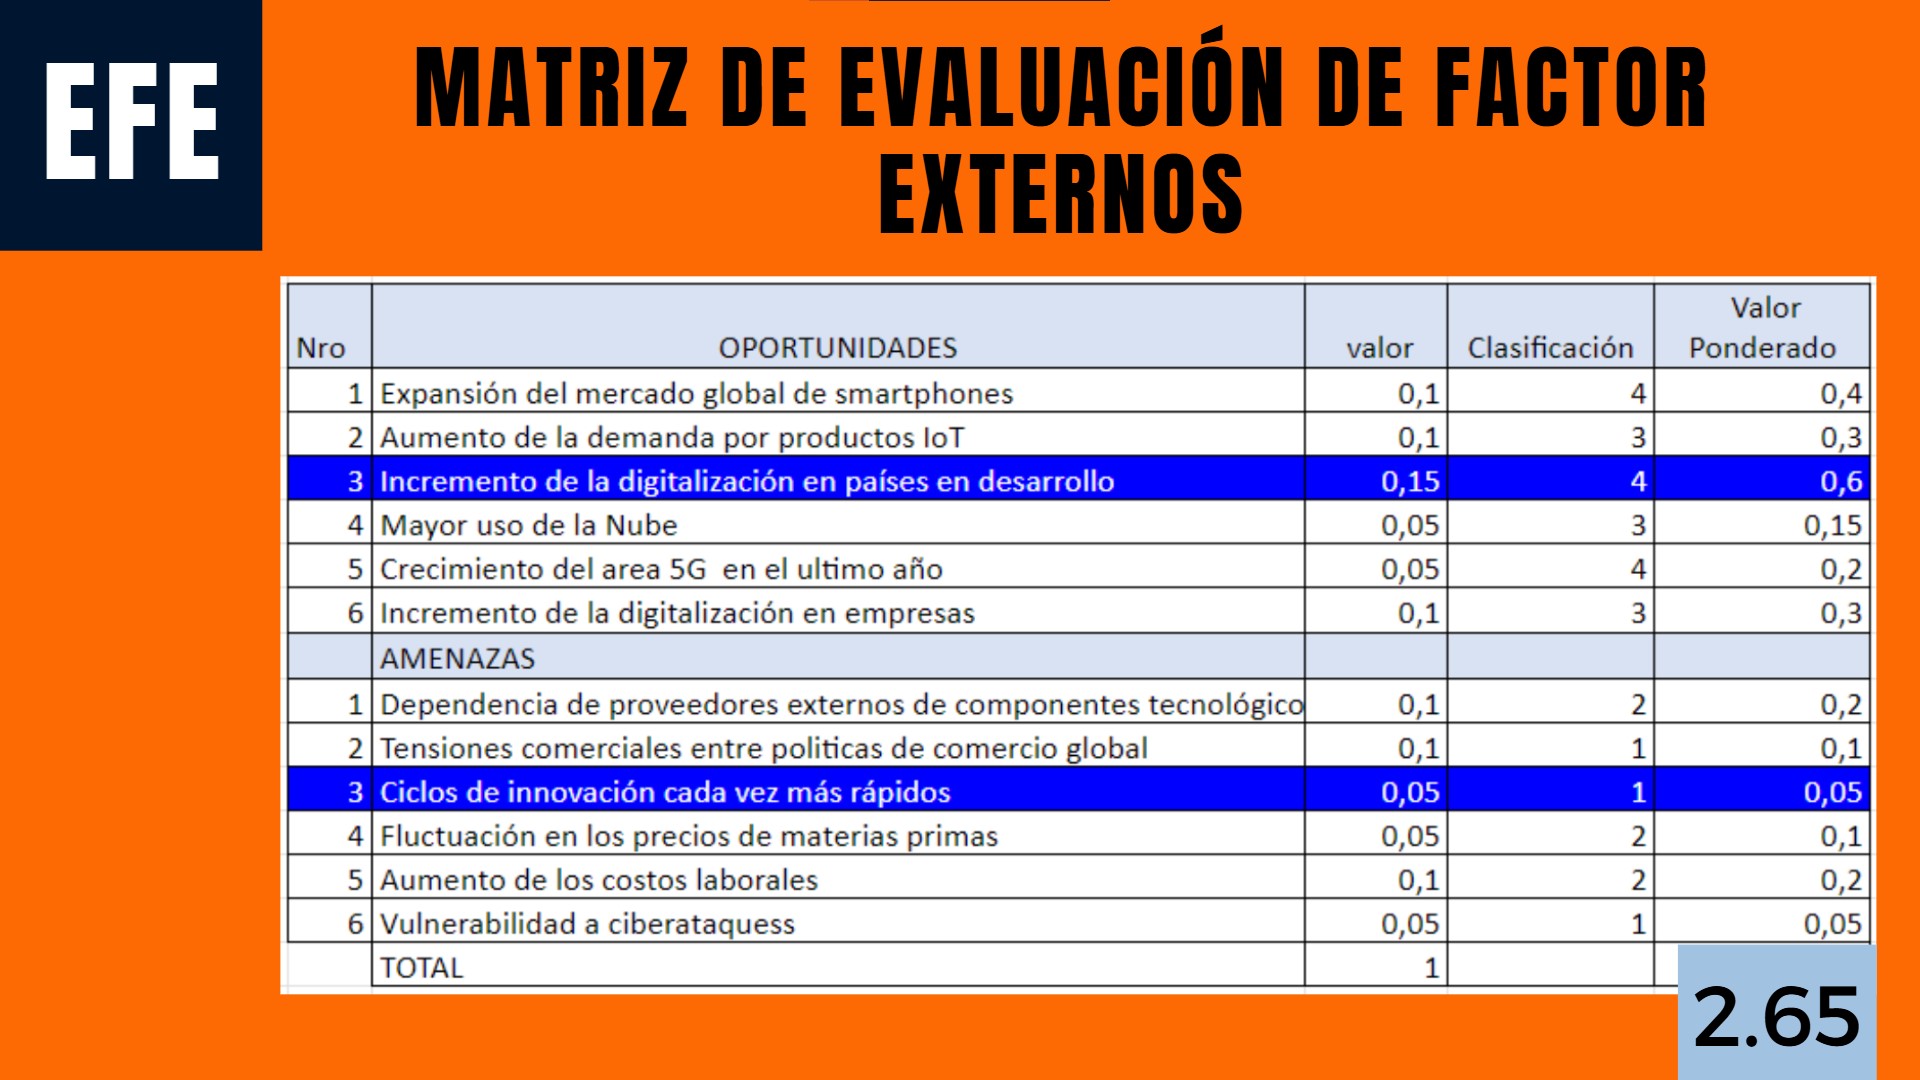 EFE
MATRIZ DE EVALUACIÓN DE FACTOR
EXTERNOS
Nro OPORTUNIDADES valor Clasificación Valor Ponderado
1 Expansión del mercado global de smartphones 0,1 4 0,4
2 Aumento de la demanda por productos IoT 0,1 3 0,3
3 Incremento de la digitalización en países en desarrollo 0,15 4 0,6
4 Mayor uso de la Nube 0,05 3 0,15
5 Crecimiento del area 5G en el ultimo año 0,05 4 0,2
6 Incremento de la digitalización en empresas 0,1 3 0,3
AMENAZAS
1 Dependencia de proveedores externos de componentes tecnológico 0,1 2 0,2
2 Tensiones comerciales entre politicas de comercio global 0,1 1 0,1
3 Ciclos de innovación cada vez más rápidos 0,05 1 0,05
4 Fluctuación en los precios de materias primas 0,05 2 0,1
5 Aumento de los costos laborales 0,1 2 0,2
6 Vulnerabilidad a ciberataquess 0,05 1 0,05
TOTAL 1
2.65